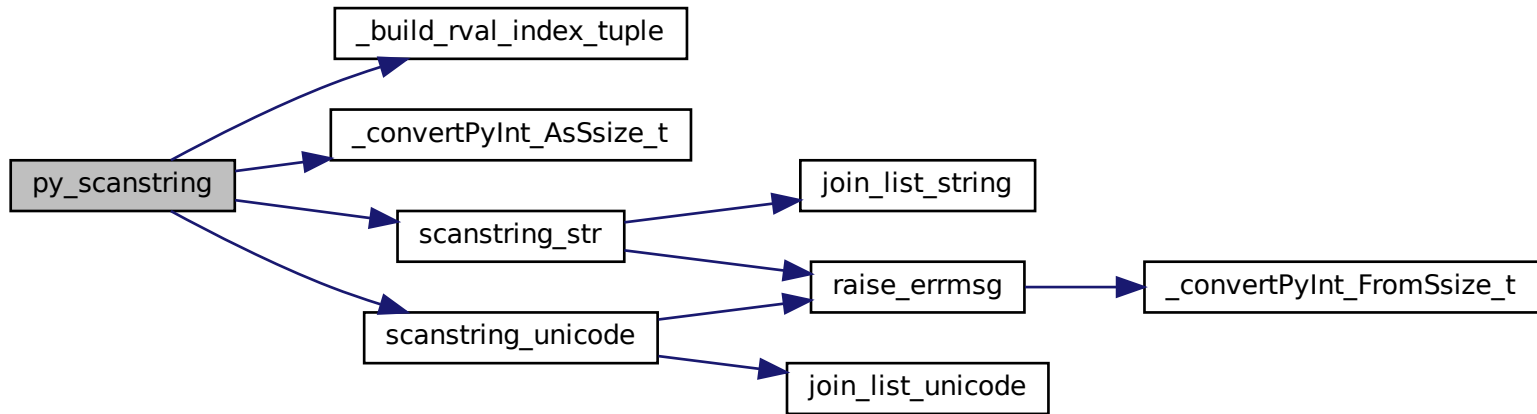 _build_rval_index_tuple
_convertPyInt_AsSsize_t
py_scanstring
join_list_string
scanstring_str
raise_errmsg
_convertPyInt_FromSsize_t
scanstring_unicode
join_list_unicode